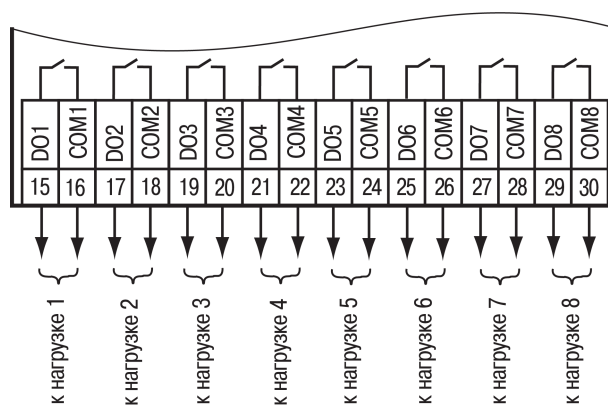 DO1 COM1 DO2 COM2 DO3 COM3 DO4 COM4 DO5 COM5 DO6 COM6 DO7 COM7 DO8 COM8
15 16 17 18 19 20 21 22 23 24 25 26 27 28 29 30
к нагрузке 1
к нагрузке 2
к нагрузке 3
к нагрузке 4
к нагрузке 5
к нагрузке 6
к нагрузке 7
к нагрузке 8